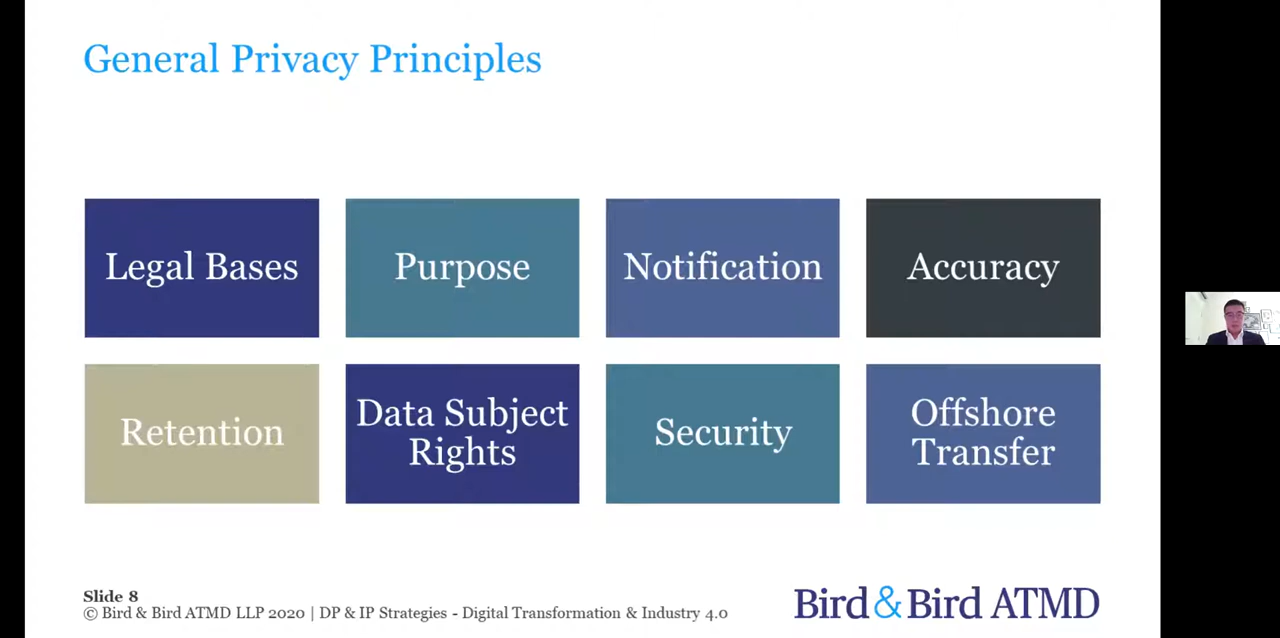 General Privacy Principles
Legal Bases
Purpose
Notification
Accuracy
Retention
Data Subject
Rights
Security
Offshore
Transfer
Slide 8
© Bird & Bird ATMD LLP 2020 | DP & IP Strategies - Digital Transformation & Industry 4.0
Bird & Bird ATMD